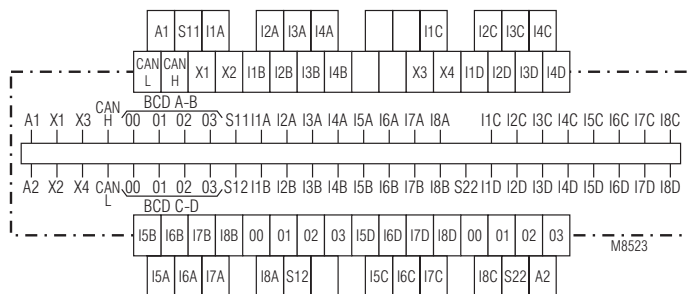 A1 S11 I1A I2A I3A I4A I1C I2C I3C I4C
CAN L CAN H X1 X2 I1B I2B I3B I4B X3 X4 I1D I2D I3D I4D
BCD A-B
A1 X1 X3 CAN H 00 01 02 03 S11 I1A I2A I3A I4A I5A I6A I7A I8A I1C I2C I3C I4C I5C I6C I7C I8C
A2 X2 X4 CAN L 00 01 02 03 S12 I1B I2B I3B I4B I5B I6B I7B I8B S22 I1D I2D I3D I4D I5D I6D I7D I8D
BCD C-D
I5B I6B I7B I8B 00 01 02 03 I5D I6D I7D I8D 00 01 02 03
M8523
I5A I6A I7A I8A S12 I5C I6C I7C I8C S22 A2